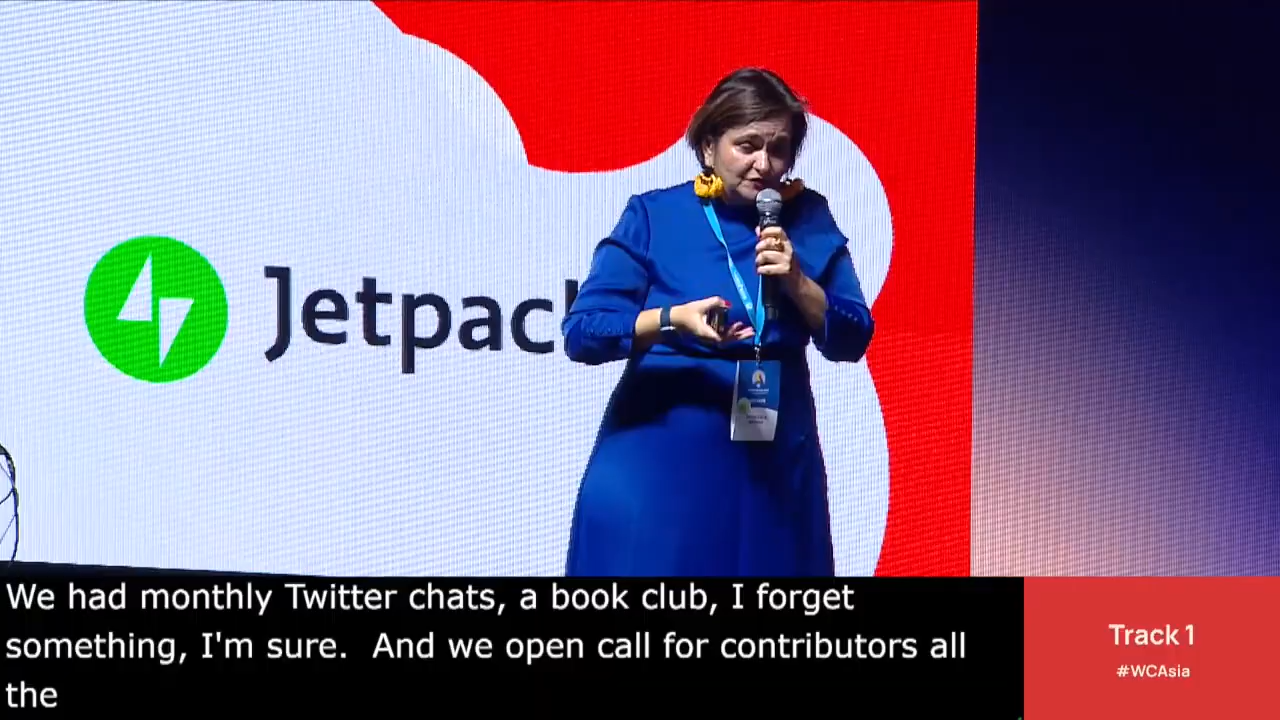 Jetpac
We had monthly Twitter chats, a book club, I forget
something, I'm sure.  And we open call for contributors all
the
Track 1
#WCAsia